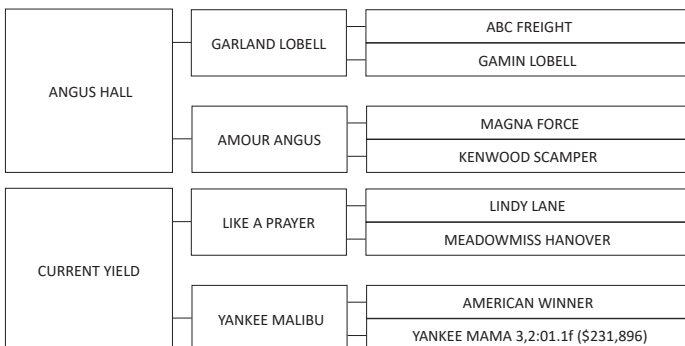 ANGUS HALL
GARLAND LOBELL
ABC FREIGHT
GAMIN LOBELL
AMOUR ANGUS
MAGNA FORCE
KENWOOD SCAMPER
CURRENT YIELD
LIKE A PRAYER
LINDY LANE
MEADOWMISS HANOVER
YANKEE MALIBU
AMERICAN WINNER
YANKEE MAMA 3,2:01.1f ($231,896)